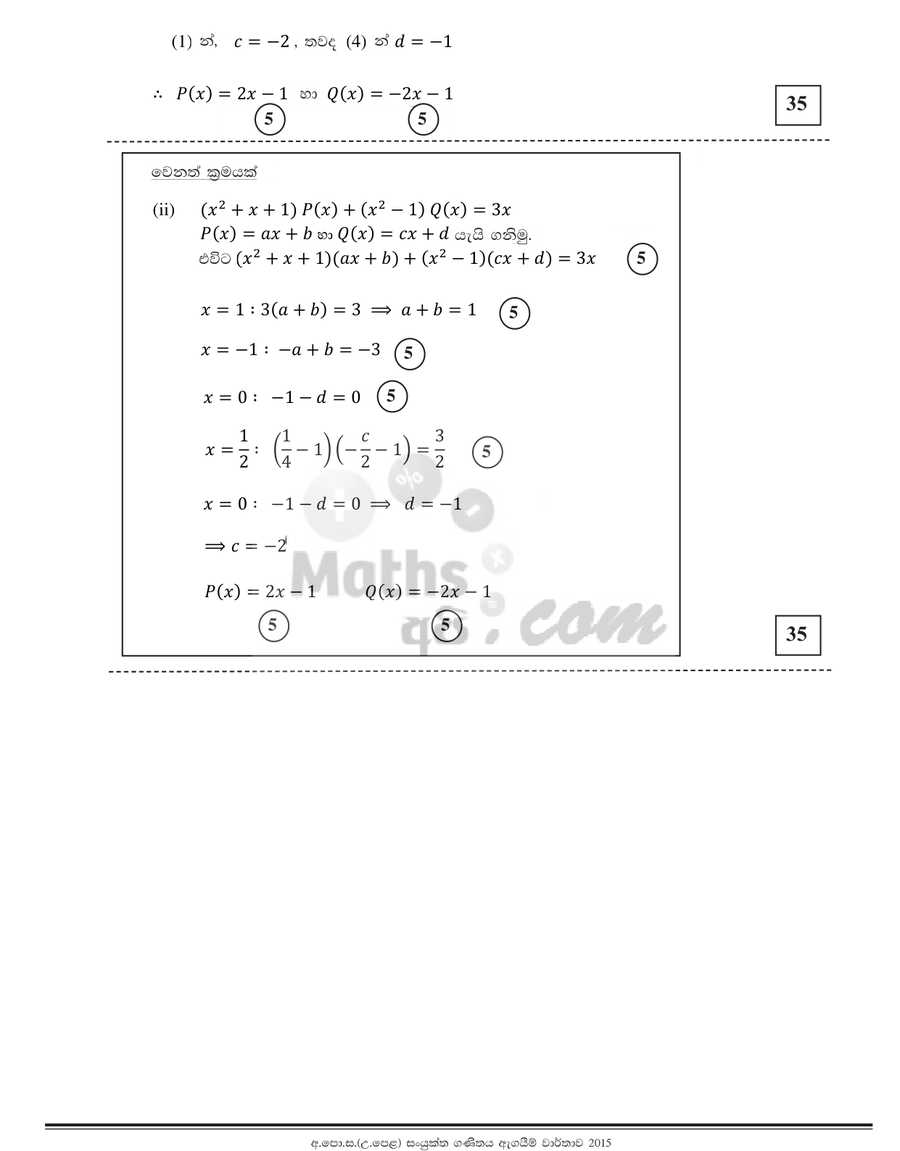 (1) න්, c = −2 , තවද (4) න් d = −1
∴ P(x) = 2x − 1 හා Q(x) = −2x − 1
5 5 35
වෙනත් ක්‍රමයක්
(ii) (x² + x + 1) P(x) + (x² − 1) Q(x) = 3x
P(x) = ax + b හා Q(x) = cx + d යැයි ගනිමු.
එවිට (x² + x + 1)(ax + b) + (x² − 1)(cx + d) = 3x 5
x = 1 : 3(a + b) = 3 ⟹ a + b = 1 5
x = −1 : −a + b = −3 5
x = 0 : −1 − d = 0 5
x = 1/2 : (1/4 − 1)(−c/2 − 1) = 3/2 5
x = 0 : −1 − d = 0 ⟹ d = −1
⟹ c = −2
P(x) = 2x − 1 Q(x) = −2x − 1
5 5 35
Maths
අපි . com
අ.පො.ස.(උ.පෙළ) සංයුක්ත ගණිතය ඇගයීම් වාර්තාව 2015